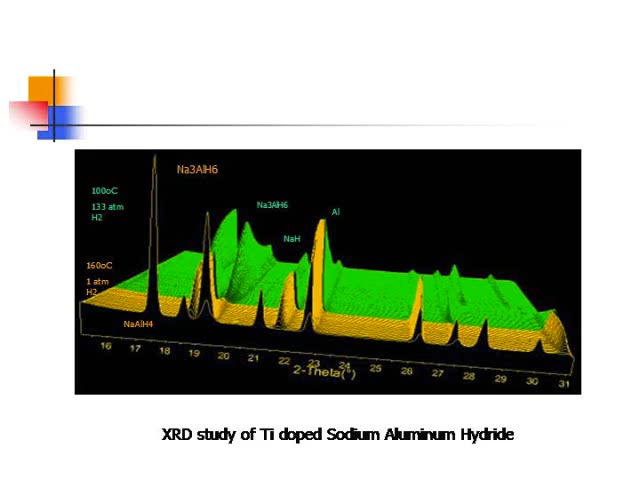 Na3AlH6
100oC
133 atm
H2
Na3AlH6
Al
NaH
160oC
1 atm
H2
NaAlH4
16 17 18 19 20 21 22 23 24 25 26 27 28 29 30 31
2-Theta(°)
XRD study of Ti doped Sodium Aluminum Hydride